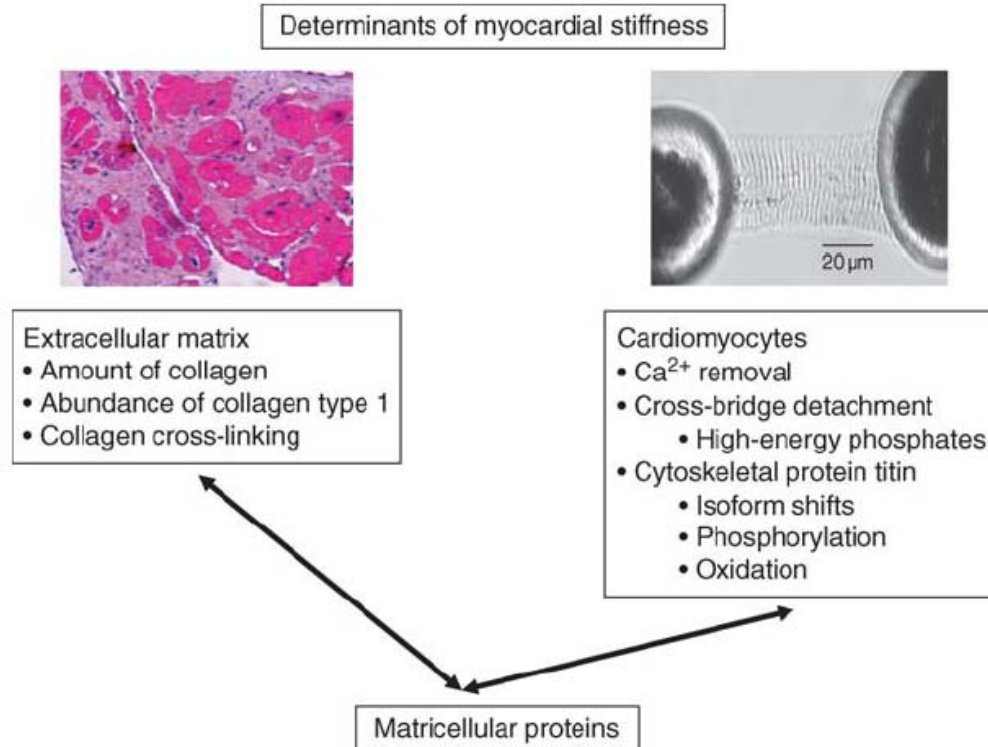 Determinants of myocardial stiffness
20 µm
Extracellular matrix
• Amount of collagen
• Abundance of collagen type 1
• Collagen cross-linking
Cardiomyocytes
• Ca²⁺ removal
• Cross-bridge detachment
• High-energy phosphates
• Cytoskeletal protein titin
• Isoform shifts
• Phosphorylation
• Oxidation
Matricellular proteins